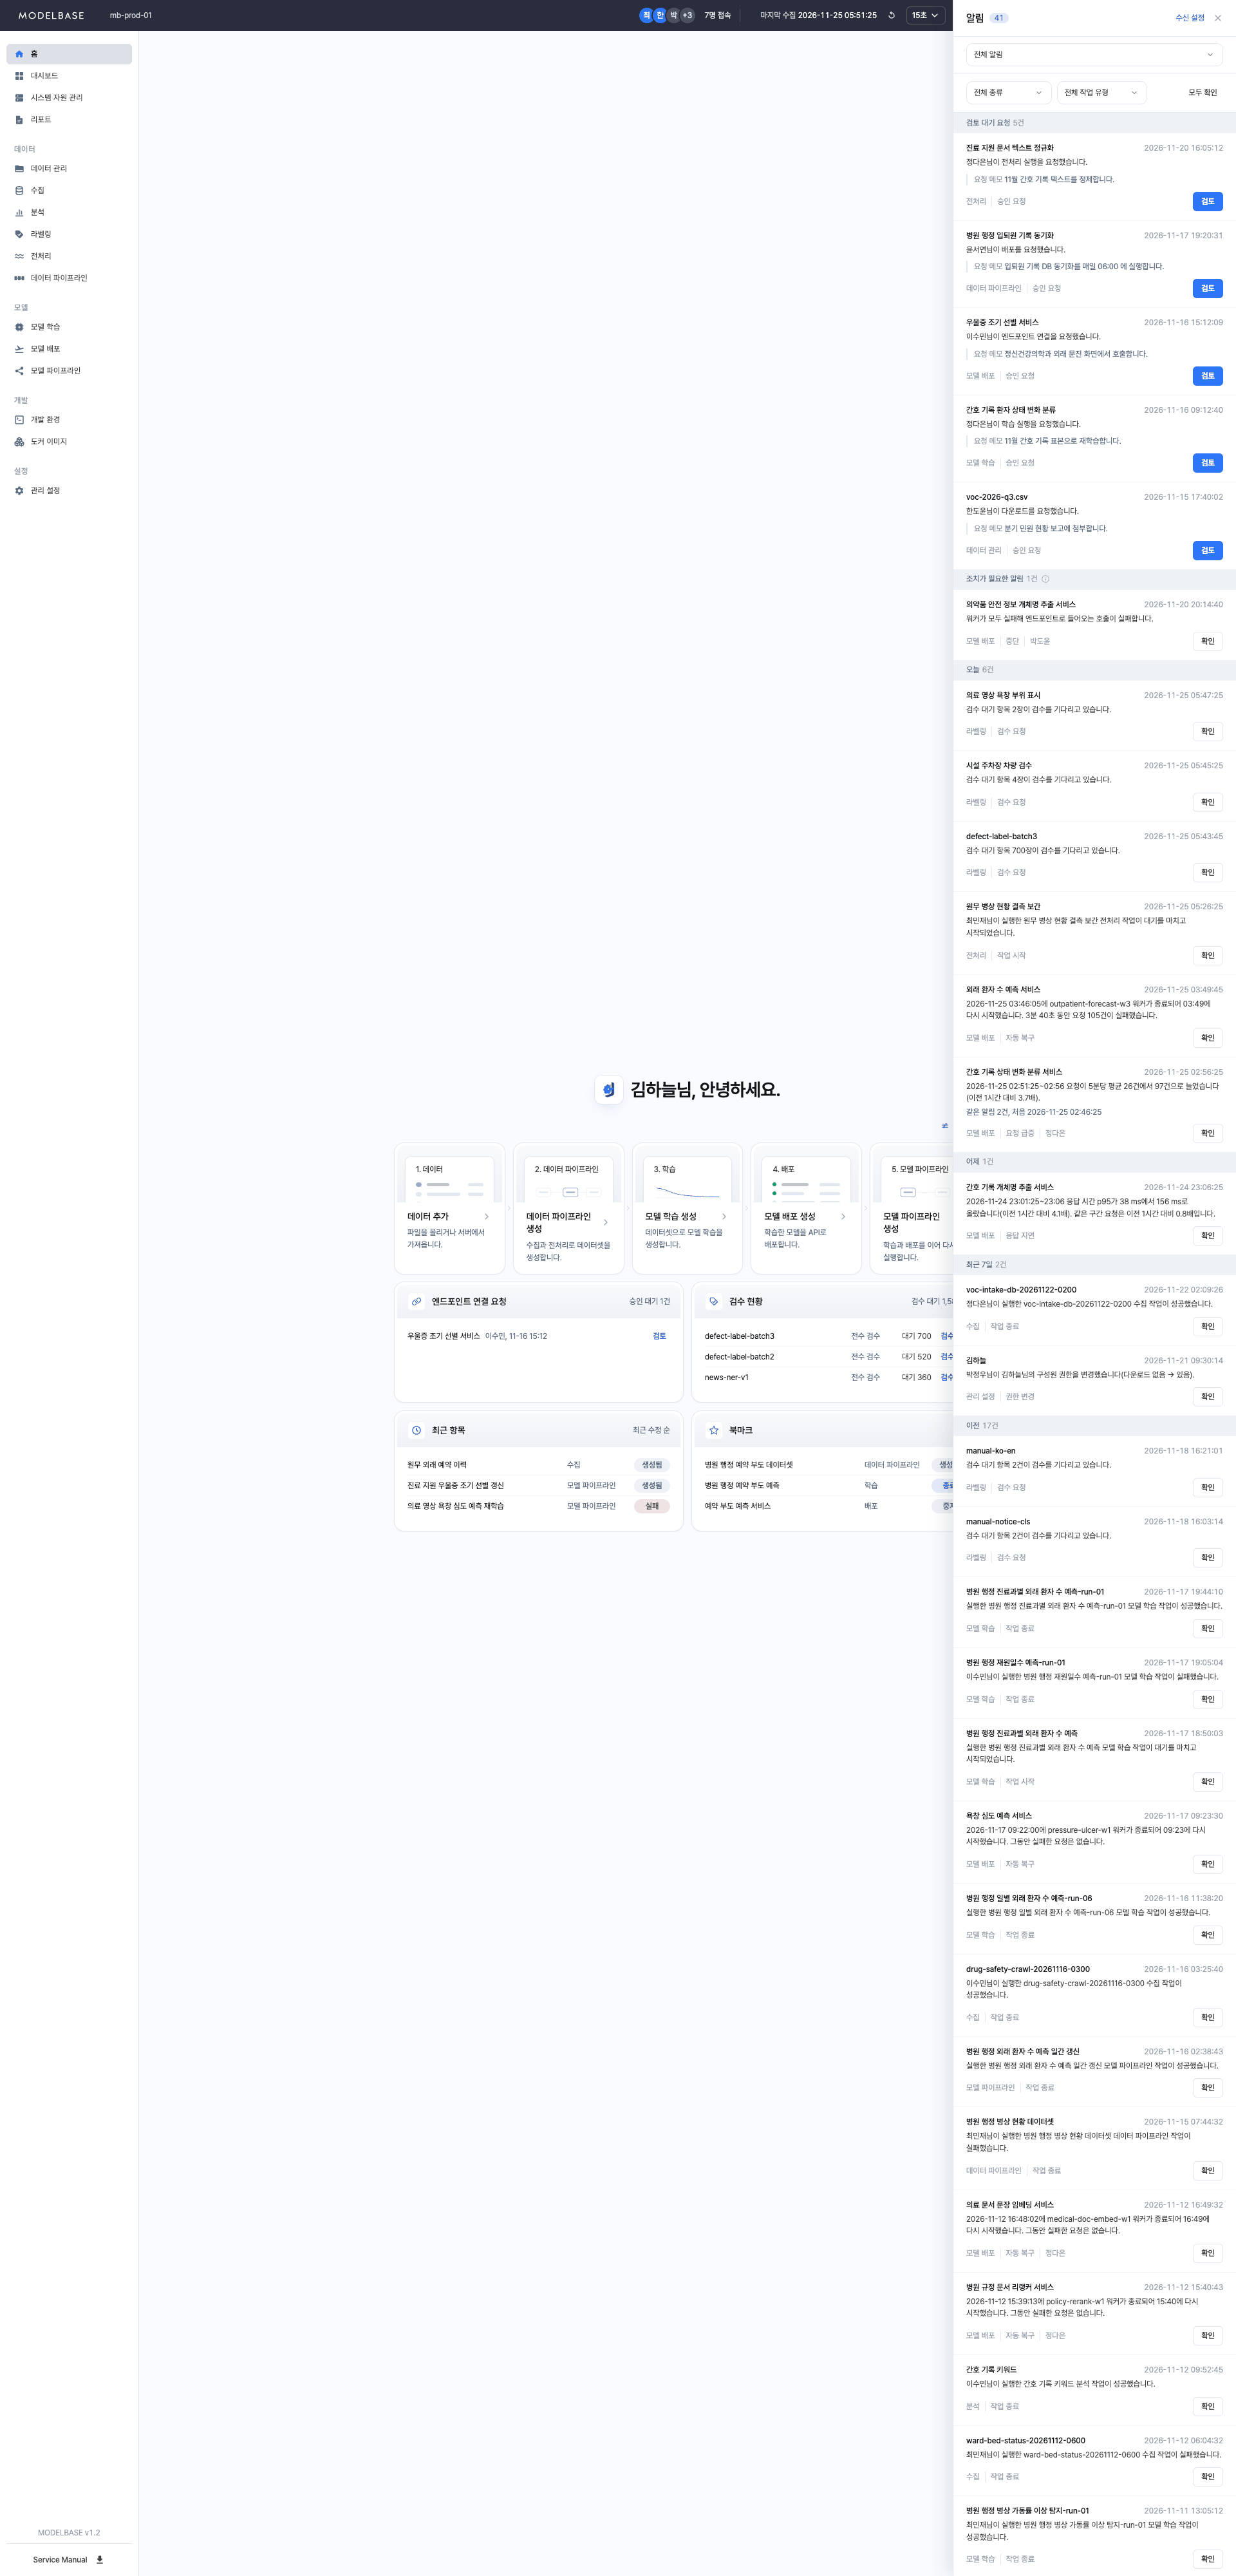 MODELBASE
mb-prod-01
최 한 박 +3
7명 접속
마지막 수집 2026-11-25 05:51:25
15초
홈
대시보드
시스템 자원 관리
리포트
데이터
데이터 관리
수집
분석
라벨링
전처리
데이터 파이프라인
모델
모델 학습
모델 배포
모델 파이프라인
개발
개발 환경
도커 이미지
설정
관리 설정
MODELBASE v1.2
Service Manual
김하늘님, 안녕하세요.
1. 데이터
데이터 추가
파일을 올리거나 서버에서
가져옵니다.
2. 데이터 파이프라인
데이터 파이프라인
생성
수집과 전처리로 데이터셋을
생성합니다.
3. 학습
모델 학습 생성
데이터셋으로 모델 학습을
생성합니다.
4. 배포
모델 배포 생성
학습한 모델을 API로
배포합니다.
5. 모델 파이프라인
모델 파이프라인
생성
학습과 배포를 이어 다시
실행합니다.
엔드포인트 연결 요청
승인 대기 1건
우울증 조기 선별 서비스 이수민, 11-16 15:12
검토
검수 현황
검수 대기 1,5
defect-label-batch3 전수 검수 대기 700 검수
defect-label-batch2 전수 검수 대기 520 검수
news-ner-v1 전수 검수 대기 360 검수
최근 항목
최근 수정 순
원무 외래 예약 이력 수집 생성됨
진료 지원 우울증 조기 선별 갱신 모델 파이프라인 생성됨
의료 영상 욕창 심도 예측 재학습 모델 파이프라인 실패
북마크
병원 행정 예약 부도 데이터셋 데이터 파이프라인 생성
병원 행정 예약 부도 예측 학습 종료
예약 부도 예측 서비스 배포 중지
알림 41
수신 설정
전체 알림
전체 종류
전체 작업 유형
모두 확인
검토 대기 요청 5건
진료 지원 문서 텍스트 정규화 2026-11-20 16:05:12
정다은님이 전처리 실행을 요청했습니다.
요청 메모 11월 간호 기록 텍스트를 정제합니다.
전처리 승인 요청 검토
병원 행정 입퇴원 기록 동기화 2026-11-17 19:20:31
윤서연님이 배포를 요청했습니다.
요청 메모 입퇴원 기록 DB 동기화를 매일 06:00 에 실행합니다.
데이터 파이프라인 승인 요청 검토
우울증 조기 선별 서비스 2026-11-16 15:12:09
이수민님이 엔드포인트 연결을 요청했습니다.
요청 메모 정신건강의학과 외래 문진 화면에서 호출합니다.
모델 배포 승인 요청 검토
간호 기록 환자 상태 변화 분류 2026-11-16 09:12:40
정다은님이 학습 실행을 요청했습니다.
요청 메모 11월 간호 기록 표본으로 재학습합니다.
모델 학습 승인 요청 검토
voc-2026-q3.csv 2026-11-15 17:40:02
한도윤님이 다운로드를 요청했습니다.
요청 메모 분기 민원 현황 보고에 첨부합니다.
데이터 관리 승인 요청 검토
조치가 필요한 알림 1건
의약품 안전 정보 개체명 추출 서비스 2026-11-20 20:14:40
워커가 모두 실패해 엔드포인트로 들어오는 호출이 실패합니다.
모델 배포 중단 박도윤 확인
오늘 6건
의료 영상 욕창 부위 표시 2026-11-25 05:47:25
검수 대기 항목 2장이 검수를 기다리고 있습니다.
라벨링 검수 요청 확인
시설 주차장 차량 검수 2026-11-25 05:45:25
검수 대기 항목 4장이 검수를 기다리고 있습니다.
라벨링 검수 요청 확인
defect-label-batch3 2026-11-25 05:43:45
검수 대기 항목 700장이 검수를 기다리고 있습니다.
라벨링 검수 요청 확인
원무 병상 현황 결측 보간 2026-11-25 05:26:25
최민재님이 실행한 원무 병상 현황 결측 보간 전처리 작업이 대기를 마치고
시작되었습니다.
전처리 작업 시작 확인
외래 환자 수 예측 서비스 2026-11-25 03:49:45
2026-11-25 03:46:05에 outpatient-forecast-w3 워커가 종료되어 03:49에
다시 시작했습니다. 3분 40초 동안 요청 105건이 실패했습니다.
모델 배포 자동 복구 확인
간호 기록 상태 변화 분류 서비스 2026-11-25 02:56:25
2026-11-25 02:51:25~02:56 요청이 5분당 평균 26건에서 97건으로 늘었습니다
(이전 1시간 대비 3.7배).
같은 알림 2건, 처음 2026-11-25 02:46:25
모델 배포 요청 급증 정다은 확인
어제 1건
간호 기록 개체명 추출 서비스 2026-11-24 23:06:25
2026-11-24 23:01:25~23:06 응답 시간 p95가 38 ms에서 156 ms로
올랐습니다(이전 1시간 대비 4.1배). 같은 구간 요청은 이전 1시간 대비 0.8배입니다.
모델 배포 응답 지연 확인
최근 7일 2건
voc-intake-db-20261122-0200 2026-11-22 02:09:26
정다은님이 실행한 voc-intake-db-20261122-0200 수집 작업이 성공했습니다.
수집 작업 종료 확인
김하늘 2026-11-21 09:30:14
박정우님이 김하늘님의 구성원 권한을 변경했습니다(다운로드 없음 → 있음).
관리 설정 권한 변경 확인
이전 17건
manual-ko-en 2026-11-18 16:21:01
검수 대기 항목 2건이 검수를 기다리고 있습니다.
라벨링 검수 요청 확인
manual-notice-cls 2026-11-18 16:03:14
검수 대기 항목 2건이 검수를 기다리고 있습니다.
라벨링 검수 요청 확인
병원 행정 진료과별 외래 환자 수 예측-run-01 2026-11-17 19:44:10
실행한 병원 행정 진료과별 외래 환자 수 예측-run-01 모델 학습 작업이 성공했습니다.
모델 학습 작업 종료 확인
병원 행정 재원일수 예측-run-01 2026-11-17 19:05:04
이수민님이 실행한 병원 행정 재원일수 예측-run-01 모델 학습 작업이 실패했습니다.
모델 학습 작업 종료 확인
병원 행정 진료과별 외래 환자 수 예측 2026-11-17 18:50:03
실행한 병원 행정 진료과별 외래 환자 수 예측 모델 학습 작업이 대기를 마치고
시작되었습니다.
모델 학습 작업 시작 확인
욕창 심도 예측 서비스 2026-11-17 09:23:30
2026-11-17 09:22:00에 pressure-ulcer-w1 워커가 종료되어 09:23에 다시
시작했습니다. 그동안 실패한 요청은 없습니다.
모델 배포 자동 복구 확인
병원 행정 일별 외래 환자 수 예측-run-06 2026-11-16 11:38:20
실행한 병원 행정 일별 외래 환자 수 예측-run-06 모델 학습 작업이 성공했습니다.
모델 학습 작업 종료 확인
drug-safety-crawl-20261116-0300 2026-11-16 03:25:40
이수민님이 실행한 drug-safety-crawl-20261116-0300 수집 작업이
성공했습니다.
수집 작업 종료 확인
병원 행정 외래 환자 수 예측 일간 갱신 2026-11-16 02:38:43
실행한 병원 행정 외래 환자 수 예측 일간 갱신 모델 파이프라인 작업이 성공했습니다.
모델 파이프라인 작업 종료 확인
병원 행정 병상 현황 데이터셋 2026-11-15 07:44:32
최민재님이 실행한 병원 행정 병상 현황 데이터셋 데이터 파이프라인 작업이
실패했습니다.
데이터 파이프라인 작업 종료 확인
의료 문서 문장 임베딩 서비스 2026-11-12 16:49:32
2026-11-12 16:48:02에 medical-doc-embed-w1 워커가 종료되어 16:49에
다시 시작했습니다. 그동안 실패한 요청은 없습니다.
모델 배포 자동 복구 정다은 확인
병원 규정 문서 리랭커 서비스 2026-11-12 15:40:43
2026-11-12 15:39:13에 policy-rerank-w1 워커가 종료되어 15:40에 다시
시작했습니다. 그동안 실패한 요청은 없습니다.
모델 배포 자동 복구 정다은 확인
간호 기록 키워드 2026-11-12 09:52:45
이수민님이 실행한 간호 기록 키워드 분석 작업이 성공했습니다.
분석 작업 종료 확인
ward-bed-status-20261112-0600 2026-11-12 06:04:32
최민재님이 실행한 ward-bed-status-20261112-0600 수집 작업이 실패했습니다.
수집 작업 종료 확인
병원 행정 병상 가동률 이상 탐지-run-01 2026-11-11 13:05:12
최민재님이 실행한 병원 행정 병상 가동률 이상 탐지-run-01 모델 학습 작업이
성공했습니다.
모델 학습 작업 종료 확인